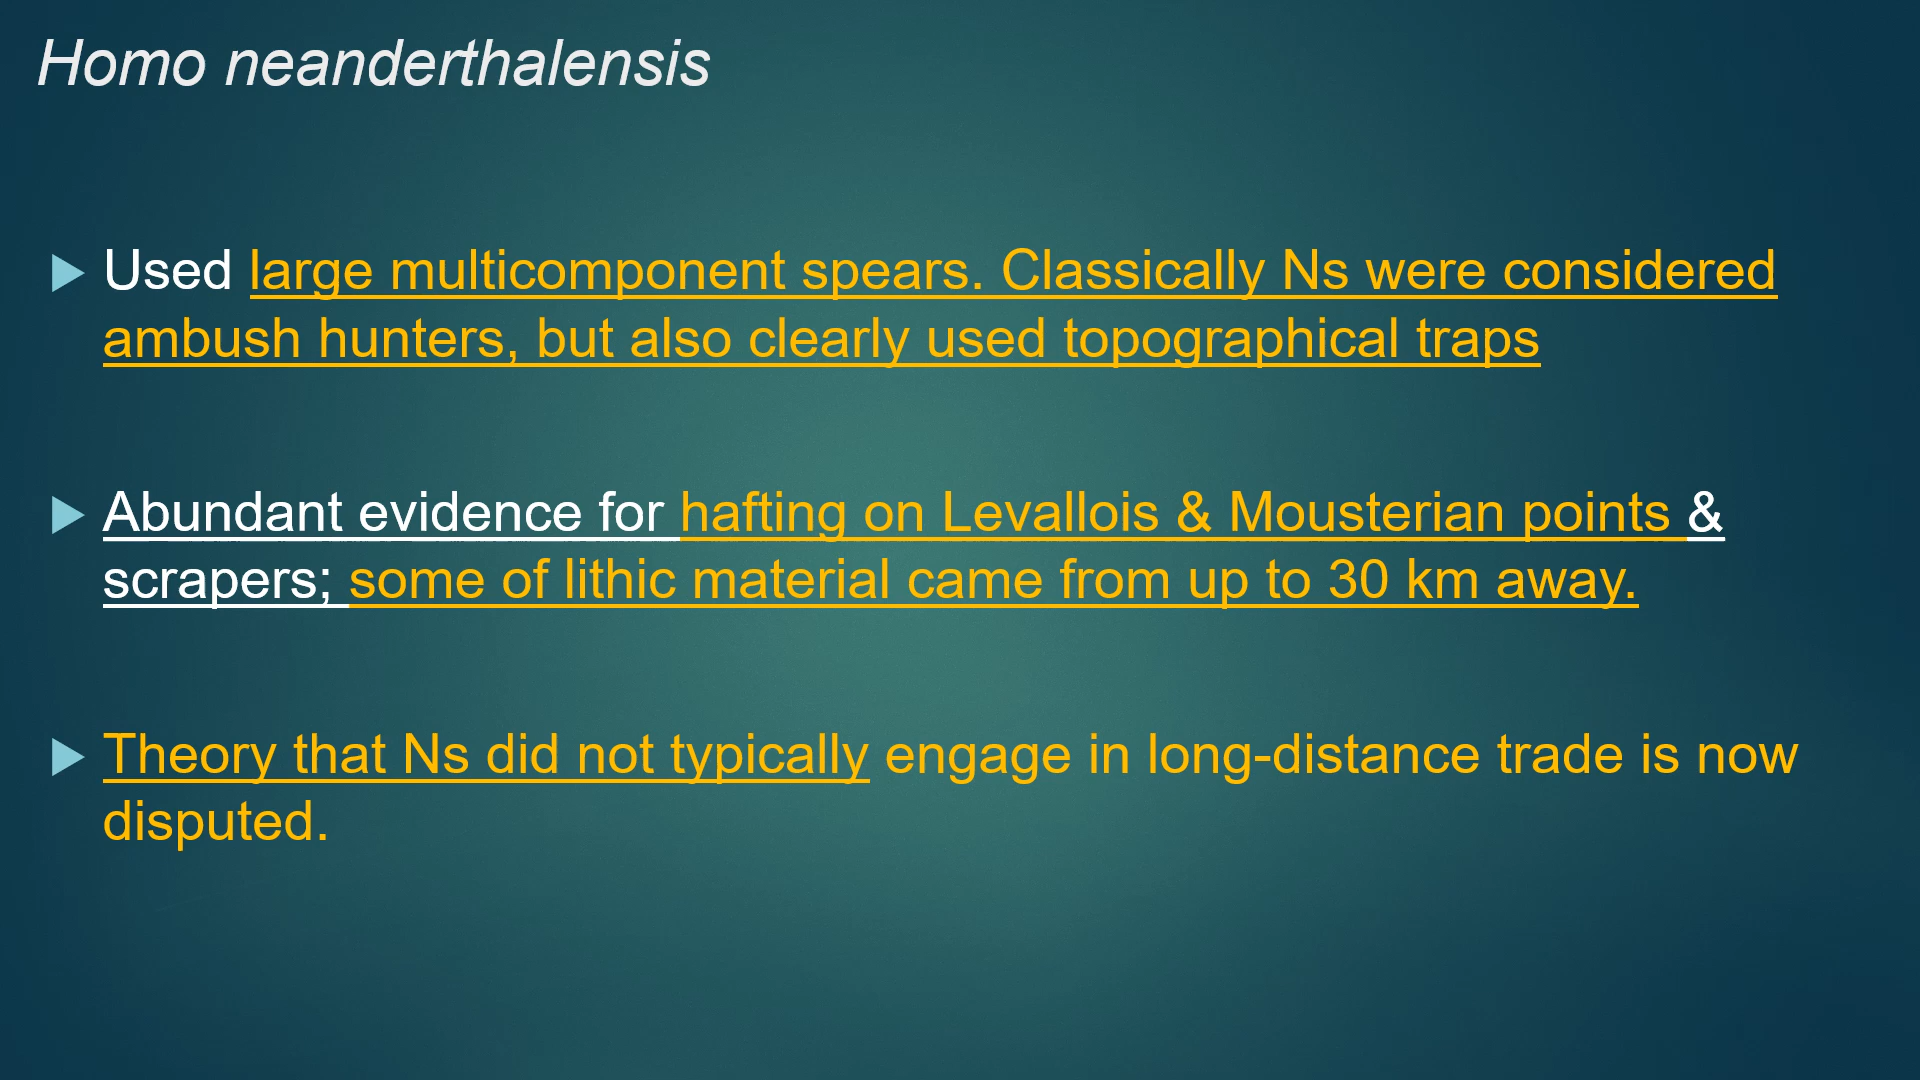 Homo neanderthalensis
Used large multicomponent spears. Classically Ns were considered
ambush hunters, but also clearly used topographical traps
Abundant evidence for hafting on Levallois & Mousterian points &
scrapers; some of lithic material came from up to 30 km away.
Theory that Ns did not typically engage in long-distance trade is now
disputed.